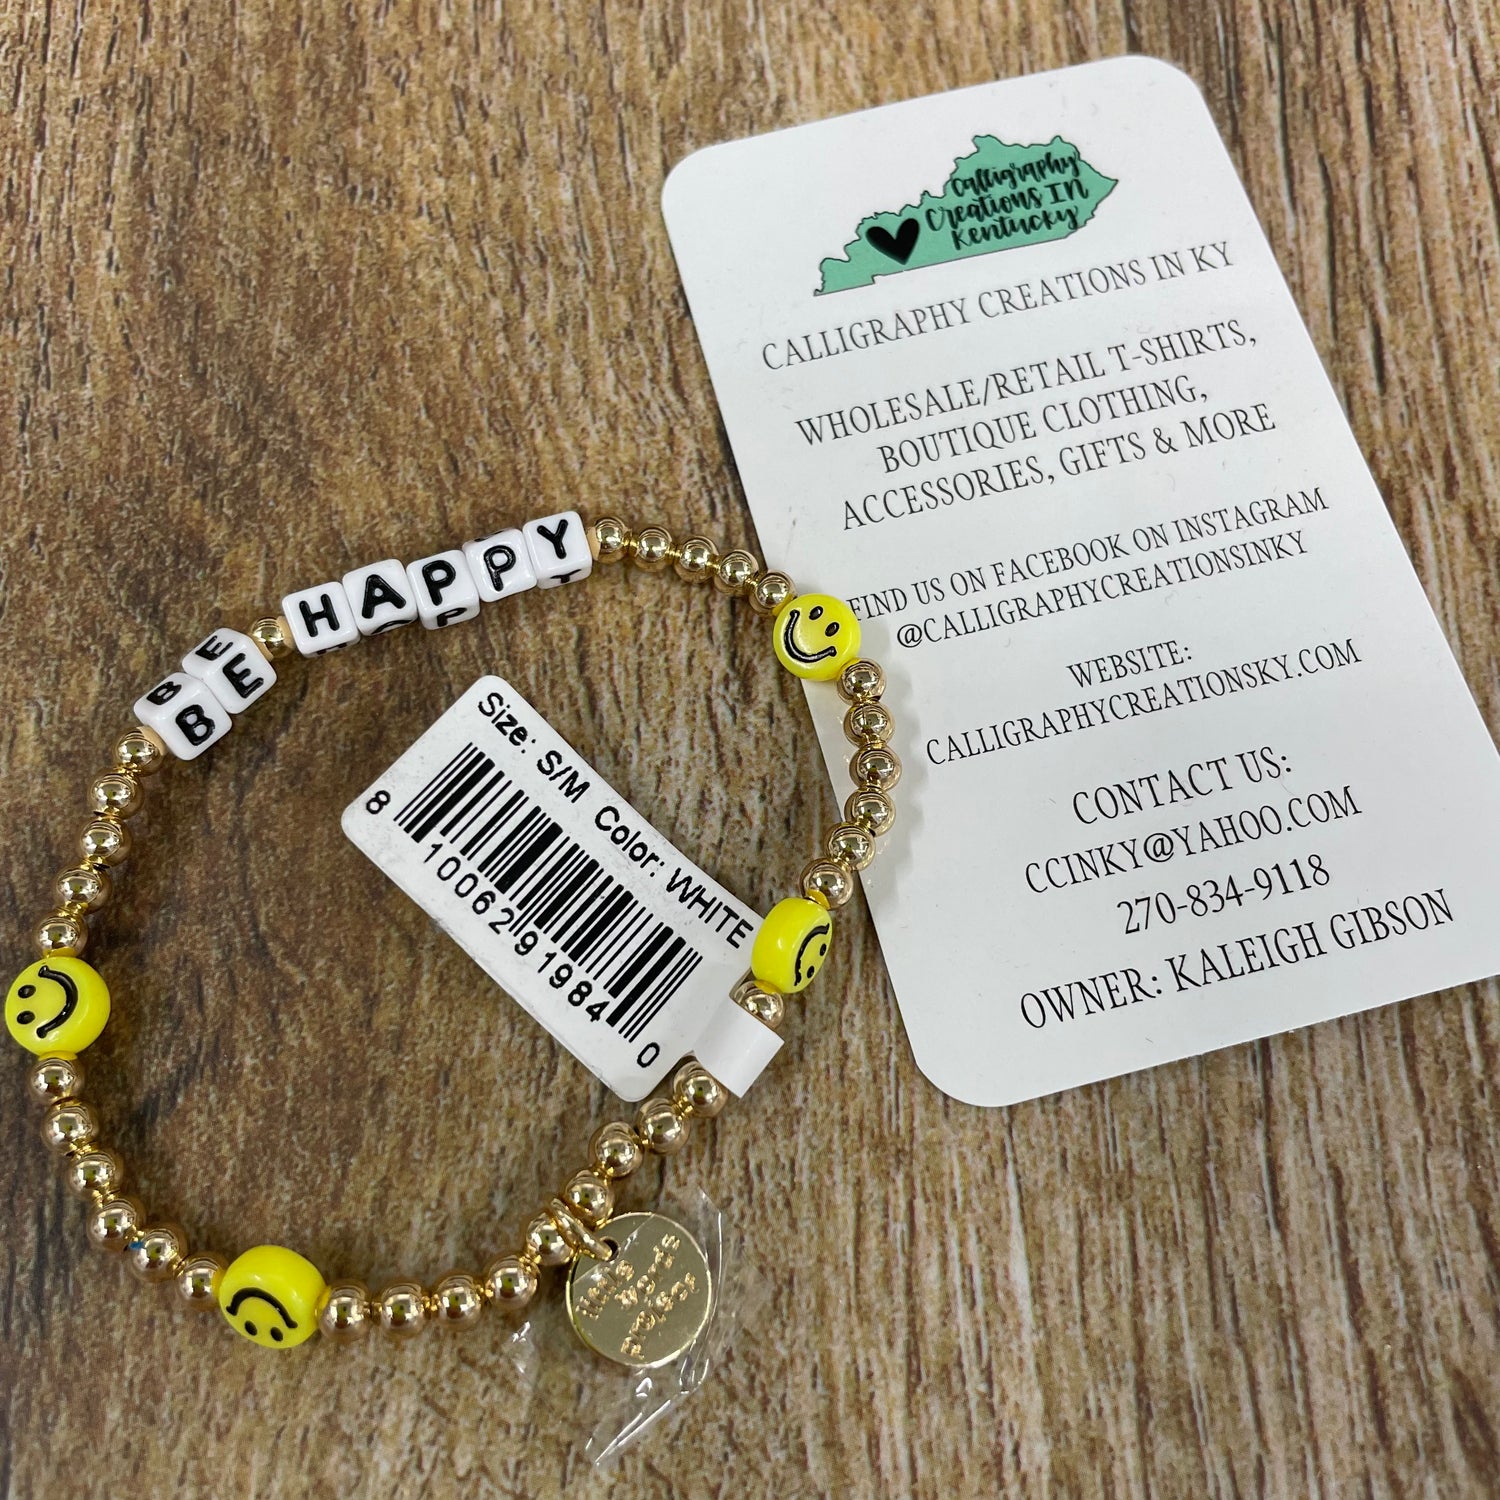 Calligraphy
Creations IN
Kentucky
CALLIGRAPHY CREATIONS IN KY
WHOLESALE/RETAIL T-SHIRTS,
BOUTIQUE CLOTHING,
ACCESSORIES, GIFTS & MORE
FIND US ON FACEBOOK ON INSTAGRAM
@CALLIGRAPHYCREATIONSINKY
WEBSITE:
CALLIGRAPHYCREATIONSKY.COM
CONTACT US:
CCINKY@YAHOO.COM
270-834-9118
OWNER: KALEIGH GIBSON
BE HAPPY
Size: S/M Color: WHITE
8 10062 91984 0
little
words
project